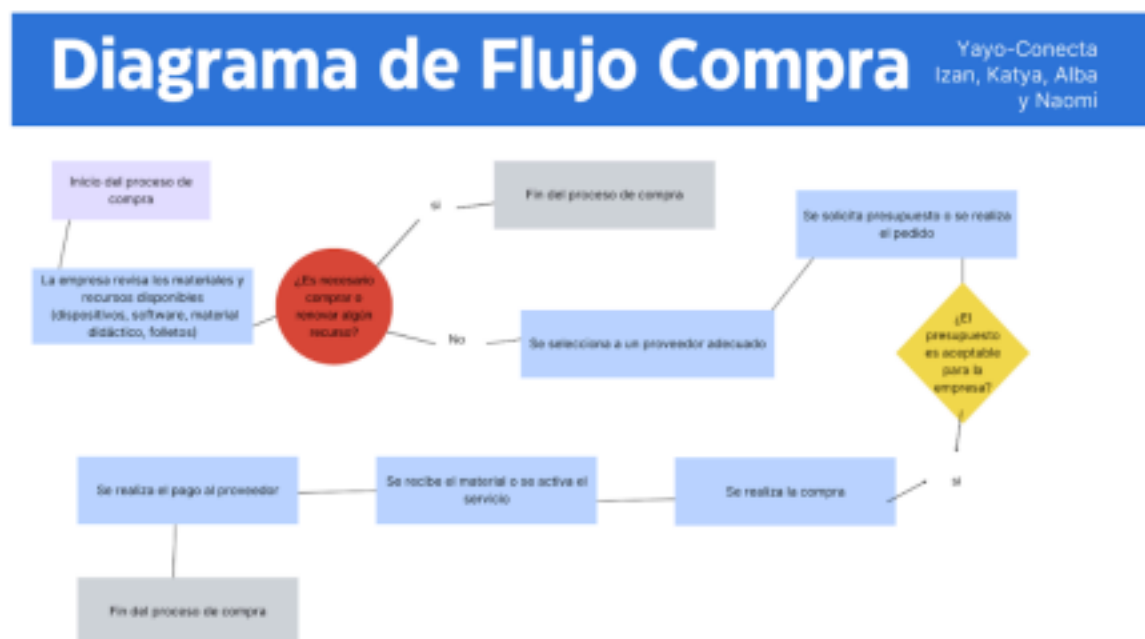 Diagrama de Flujo Compra
Yayo-Conecta
Izan, Katya, Alba
y Naomi
Inicio del proceso de
compra
La empresa revisa los materiales y
recursos disponibles
(dispositivos, software, material
didáctico, folletos)
¿Es necesario
comprar o
renovar algún
recurso?
si
Fin del proceso de compra
No
Se selecciona a un proveedor adecuado
Se solicita presupuesto o se realiza
el pedido
¿El
presupuesto
es aceptable
para la
empresa?
si
Se realiza la compra
Se recibe el material o se activa el
servicio
Se realiza el pago al proveedor
Fin del proceso de compra